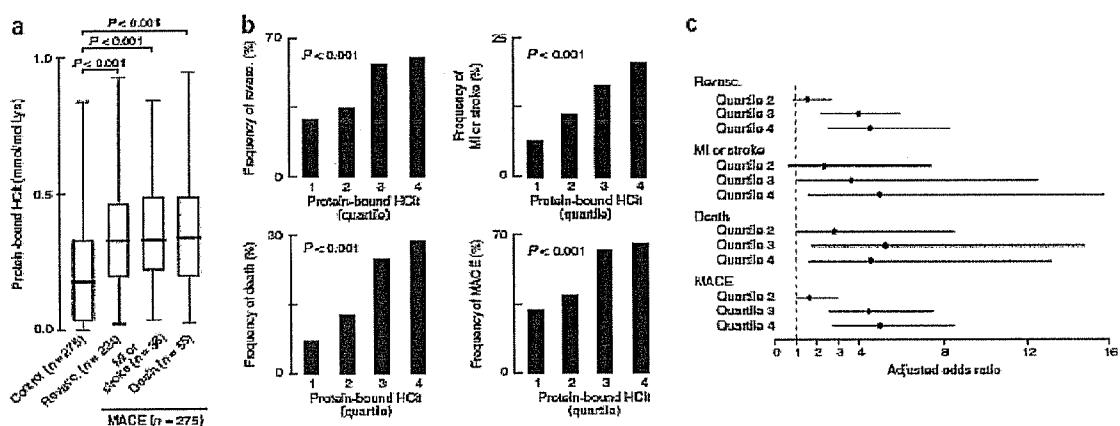 a
P < 0.001
P < 0.001
P < 0.001
Protein-bound HCit (mmol/mol Lys)
1.0
0.5
0.0
Control (n = 275)
MI or
Death
MACE (n = 275)
b
Frequency of revasc. (%)
70
0
P < 0.001
1 2 3 4
Protein-bound HCit
(quartile)
Frequency of
MI or stroke (%)
25
0
P < 0.001
1 2 3 4
Protein-bound HCit
(quartile)
Frequency of death (%)
30
0
P < 0.001
1 2 3 4
Protein-bound HCit
(quartile)
Frequency of MACE (%)
70
0
P < 0.001
1 2 3 4
Protein-bound HCit
(quartile)
c
Revasc.
Quartile 2
Quartile 3
Quartile 4
MI or stroke
Quartile 2
Quartile 3
Quartile 4
Death
Quartile 2
Quartile 3
Quartile 4
MACE
Quartile 2
Quartile 3
Quartile 4
1 2 3 4 8 12 16
Adjusted odds ratio